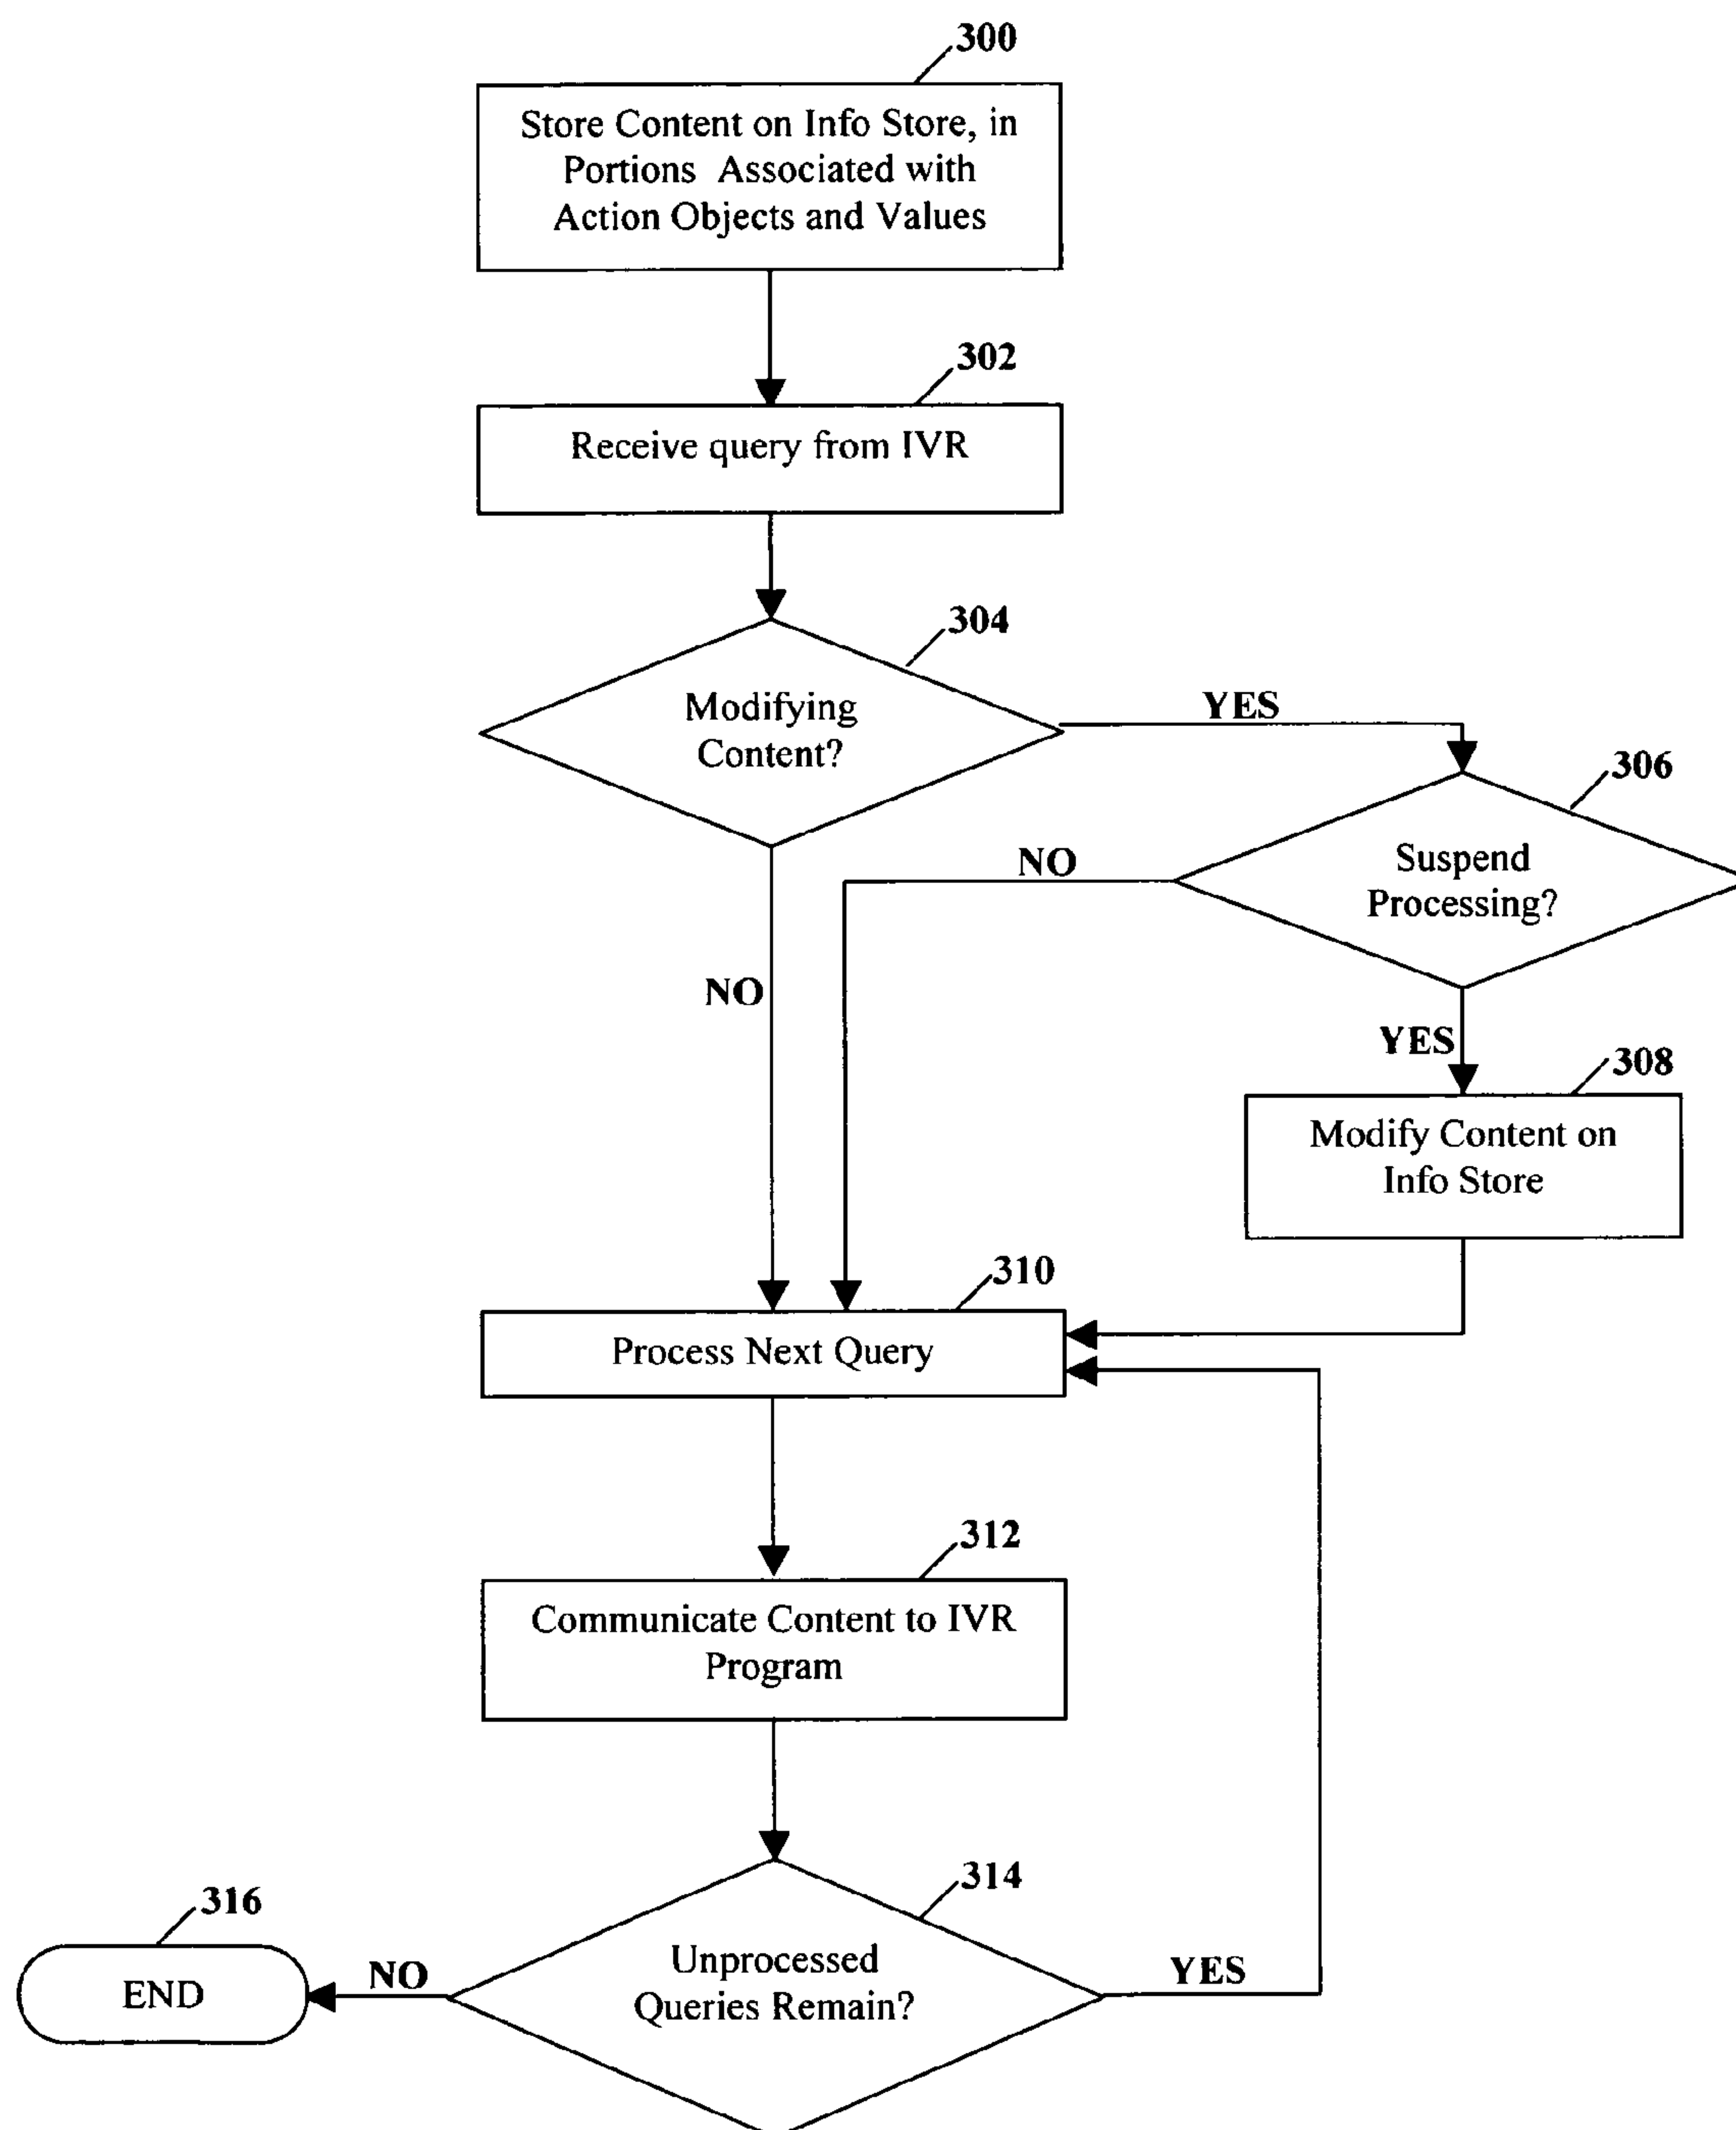 300
Store Content on Info Store, in
Portions Associated with
Action Objects and Values
302
Receive query from IVR
304
Modifying
Content?
YES
306
Suspend
Processing?
NO
NO
YES
308
Modify Content on
Info Store
310
Process Next Query
312
Communicate Content to IVR
Program
314
Unprocessed
Queries Remain?
YES
NO
316
END